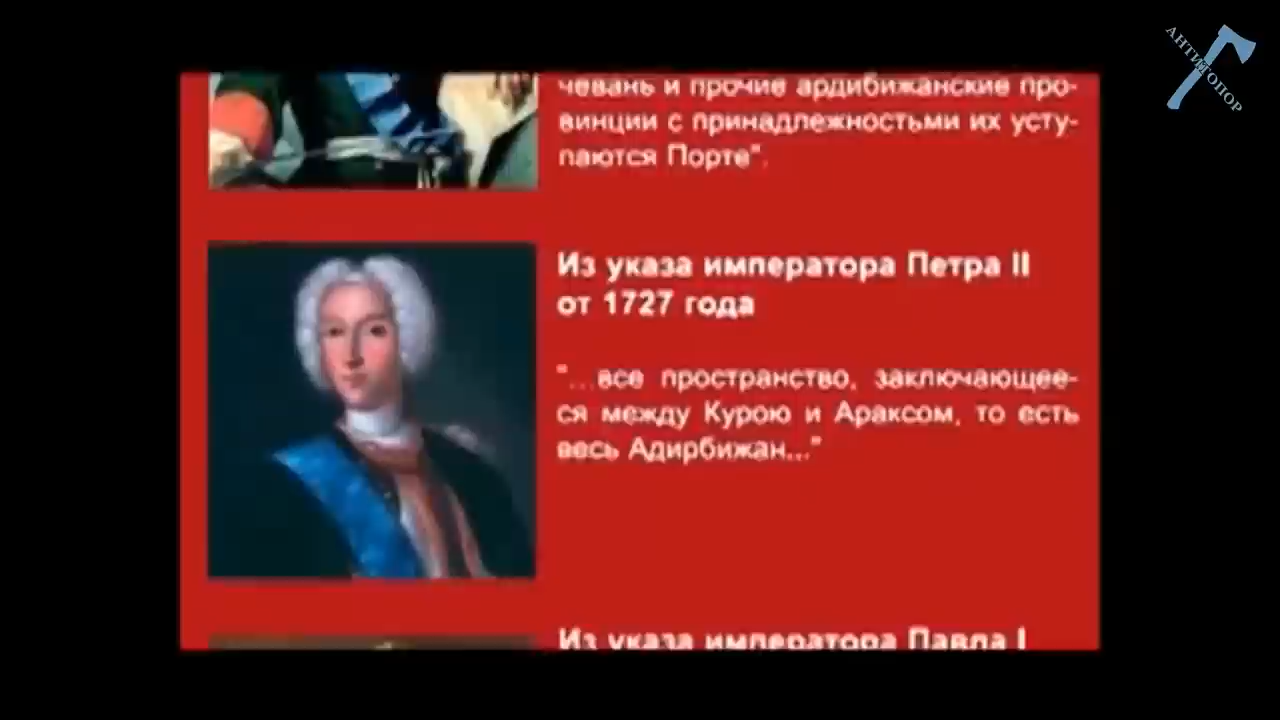 АНТИТОПОР
чевань и прочие ардибижанские про-
винции с принадлежностьми их усту-
паются Порте".
Из указа императора Петра II
от 1727 года
"...все пространство, заключающее-
ся между Курою и Араксом, то есть
весь Адирбижан..."
Из указа императора Павла I